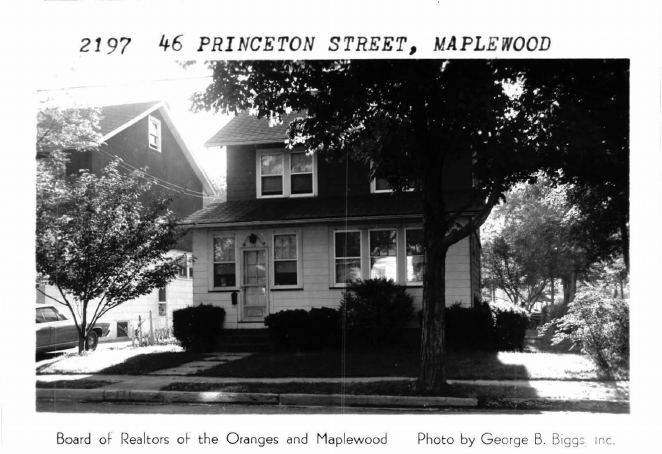 2197 46 PRINCETON STREET, MAPLEWOOD
Board of Realtors of the Oranges and Maplewood Photo by George B. Biggs inc.